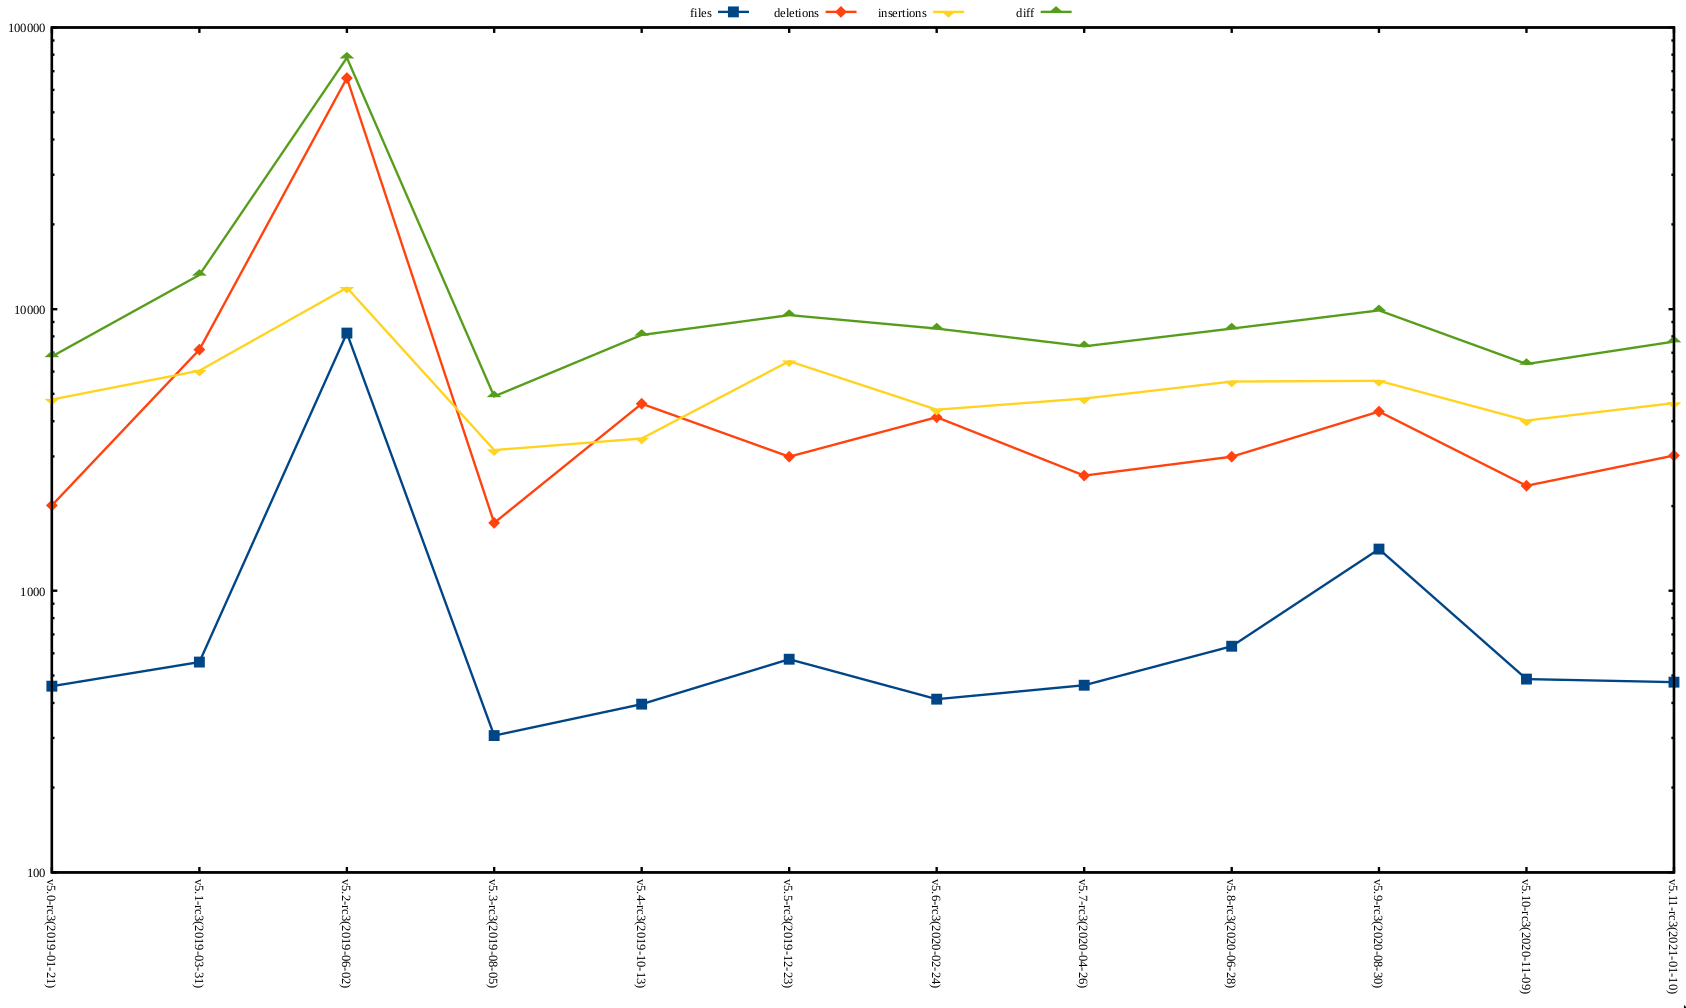 files deletions insertions diff
100000
10000
1000
100
v5.0-rc3(2019-01-21)
v5.1-rc3(2019-03-31)
v5.2-rc3(2019-06-02)
v5.3-rc3(2019-08-05)
v5.4-rc3(2019-10-13)
v5.5-rc3(2019-12-23)
v5.6-rc3(2020-02-24)
v5.7-rc3(2020-04-26)
v5.8-rc3(2020-06-28)
v5.9-rc3(2020-08-30)
v5.10-rc3(2020-11-09)
v5.11-rc3(2021-01-10)